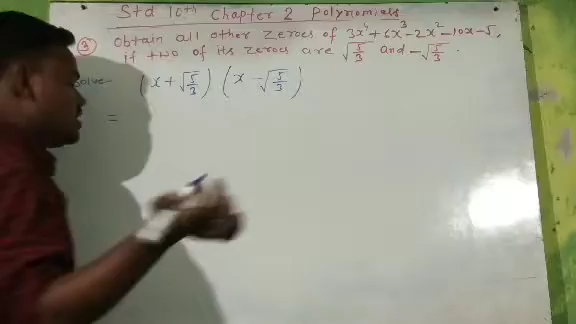 Std 10th Chapter 2 Polynomials
③ Obtain all other zeroes of 3x⁴+6x³-2x²-10x-5,
If two of its zeroes are √5/3 and -√5/3.
Solve- (x+√5/3) (x-√5/3)
=